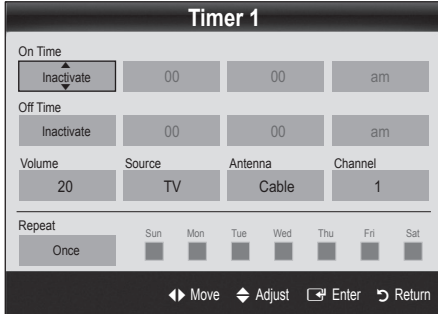 Timer 1
On Time
Inactivate 00 00 am
Off Time
Inactivate 00 00 am
Volume Source Antenna Channel
20 TV Cable 1
Repeat Sun Mon Tue Wed Thu Fri Sat
Once
Move Adjust Enter Return